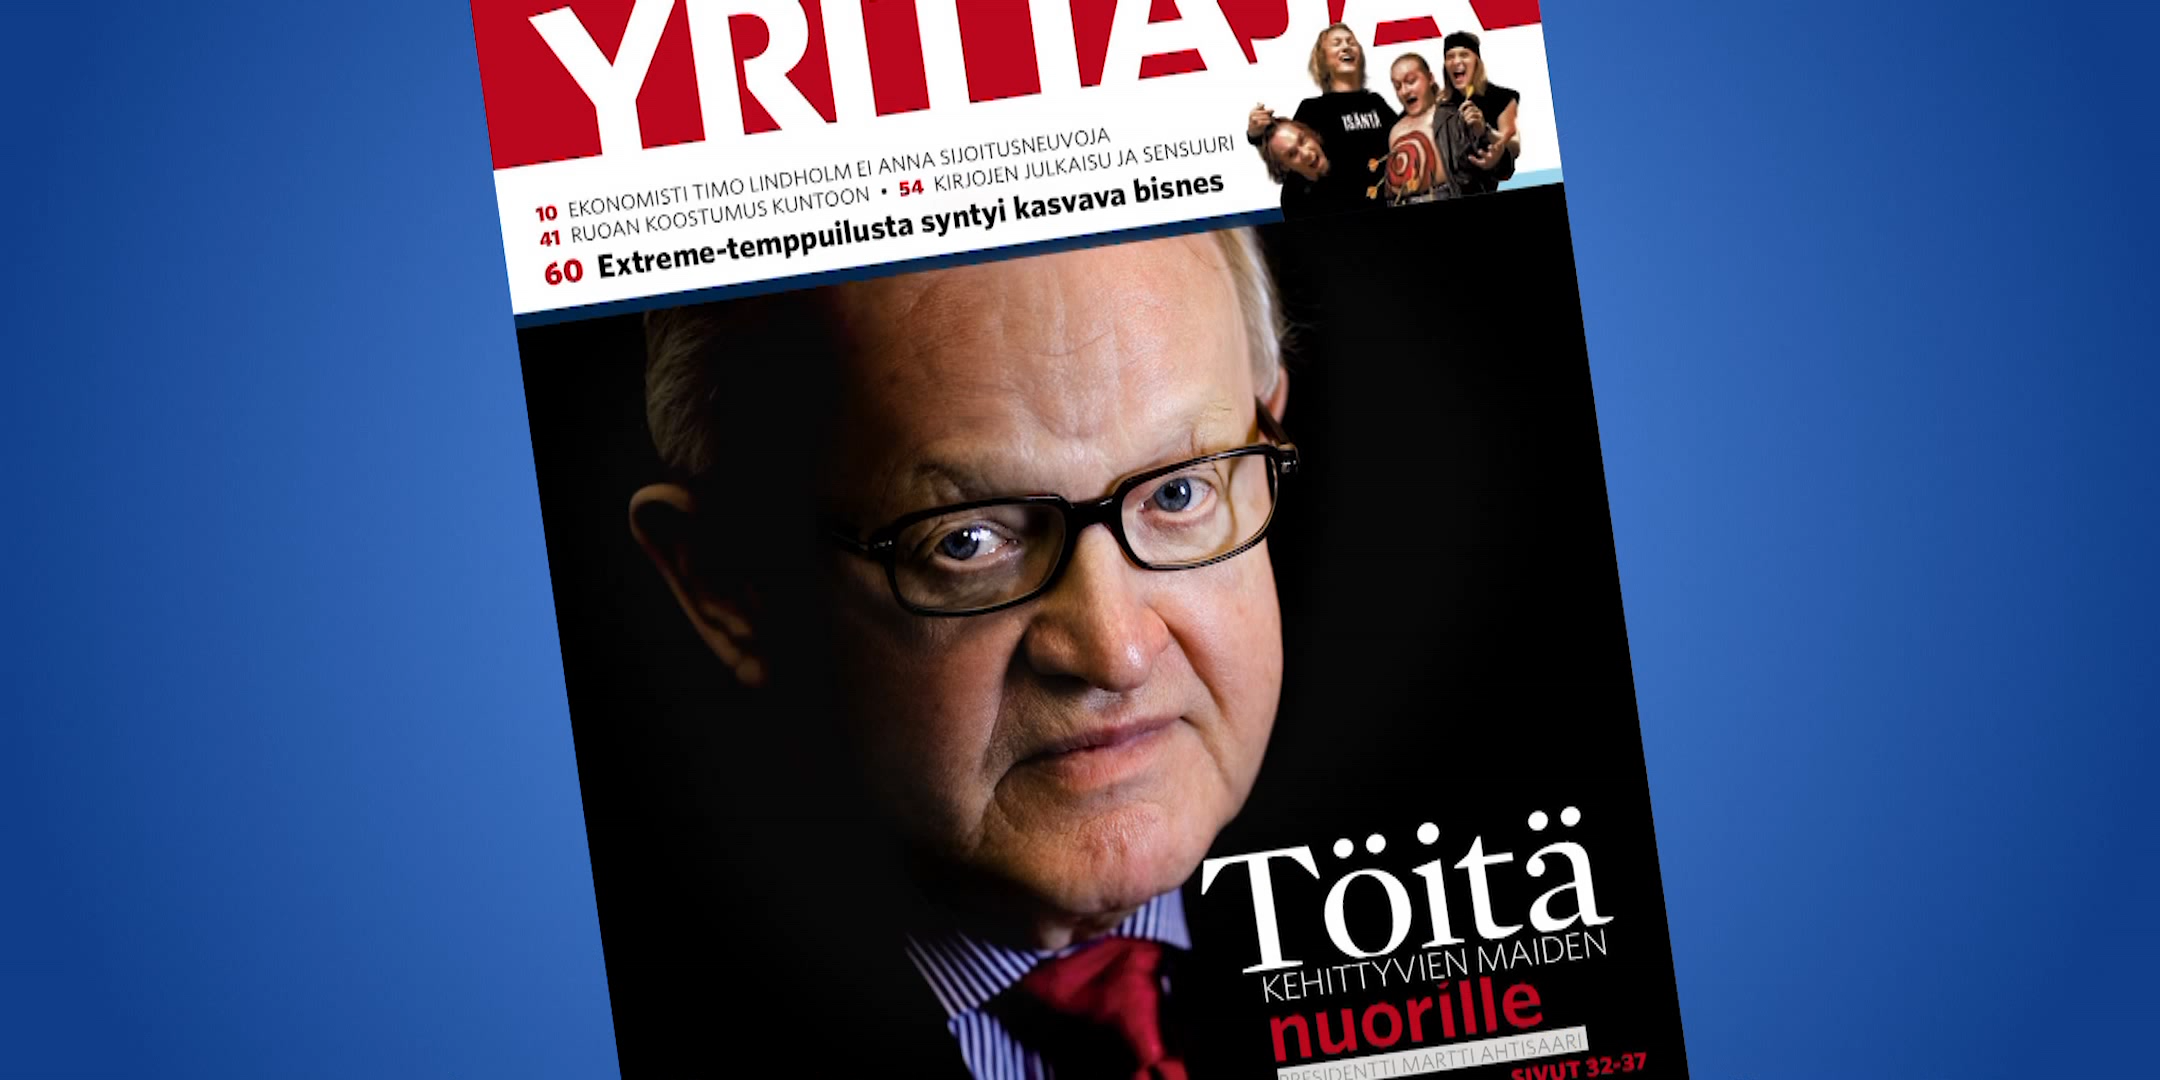 YRITTÄJÄ
10 EKONOMISTI TIMO LINDHOLM EI ANNA SIJOITUSNEUVOJA
41 RUOAN KOOSTUMUS KUNTOON • 54 KIRJOJEN JULKAISU JA SENSUURI
60 Extreme-temppuilusta syntyi kasvava bisnes
ISÄNTÄ
Töitä
KEHITTYVIEN MAIDEN
nuorille
PRESIDENTTI MARTTI AHTISAARI
SIVUT 32-37